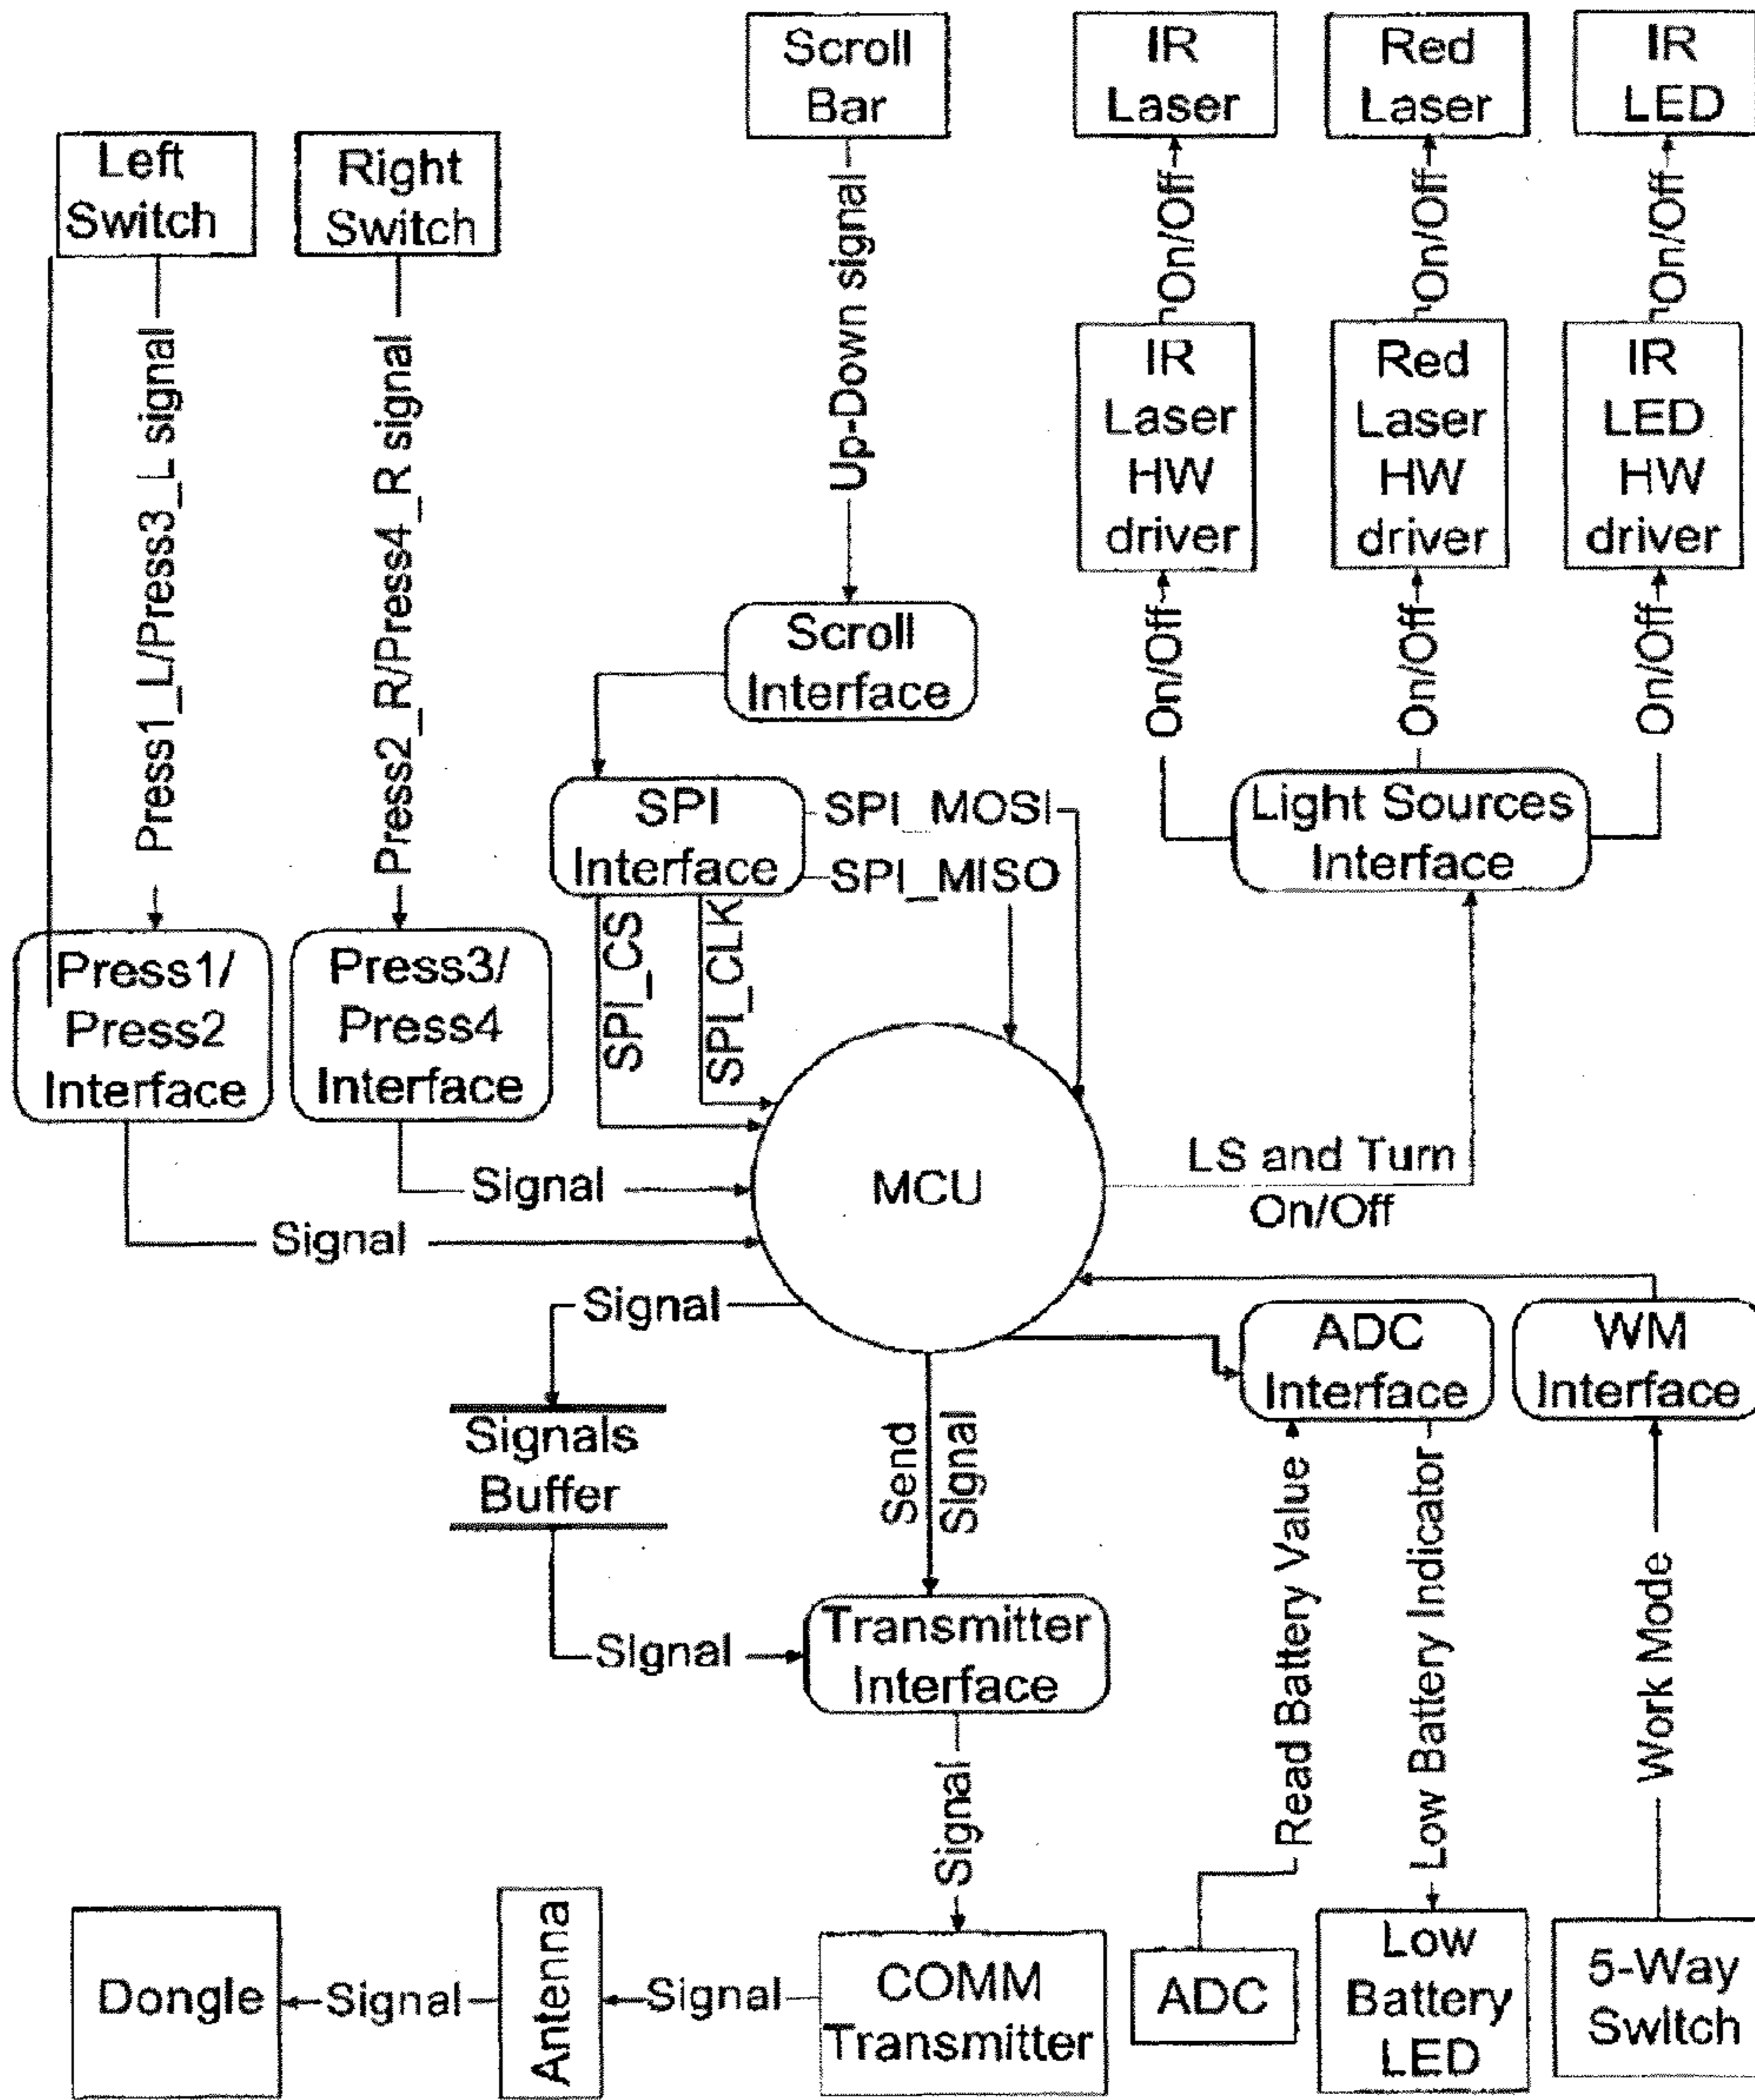 Scroll
Bar
IR
Laser
Red
Laser
IR
LED
Left
Switch
Right
Switch
Up-Down signal
On/Off
On/Off
On/Off
Press1_L/Press3_L signal
Press2_R/Press4_R signal
IR
Laser
HW
driver
Red
Laser
HW
driver
IR
LED
HW
driver
On/Off
On/Off
On/Off
Scroll
Interface
SPI
Interface
SPI_MOSI
SPI_MISO
SPI_CS
SPI_CLK
Light Sources
Interface
Press1/
Press2
Interface
Press3/
Press4
Interface
MCU
LS and Turn
On/Off
Signal
Signal
Signal
ADC
Interface
WM
Interface
Signals
Buffer
Send
Signal
Read Battery Value
Low Battery Indicator
Work Mode
Signal
Transmitter
Interface
Signal
Dongle
Signal
Antenna
Signal
COMM
Transmitter
ADC
Low
Battery
LED
5-Way
Switch